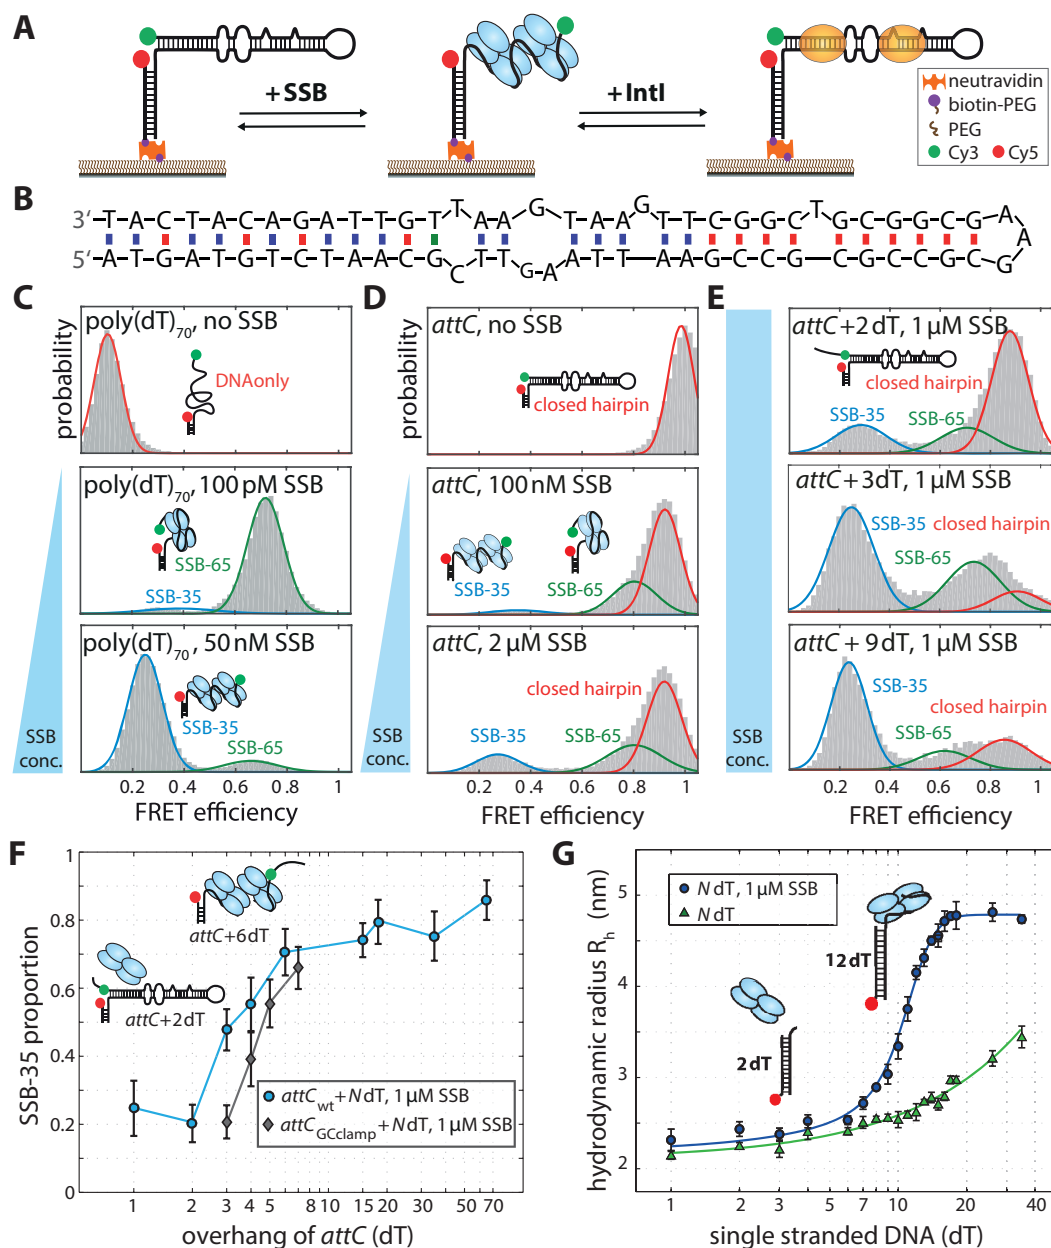 A
+SSB
+IntI
neutravidin
biotin-PEG
PEG
Cy3 Cy5
B
3‘ T A C T A C A G A T T G T T A A G T A A G T T C G G C T G C G G C G A
A
5‘ A T G A T G T C T A A C G C T T G A A T T A A G C C G C G C C G C G
C
probability
poly(dT)70, no SSB
DNAonly
poly(dT)70, 100 pM SSB
SSB-65
SSB-35
poly(dT)70, 50 nM SSB
SSB-35
SSB-65
SSB conc.
0.2 0.4 0.6 0.8 1
FRET efficiency
D
probability
attC, no SSB
closed hairpin
attC, 100 nM SSB
SSB-35
SSB-65
attC, 2 µM SSB
closed hairpin
SSB-35
SSB-65
SSB conc.
0.2 0.4 0.6 0.8 1
FRET efficiency
E
attC+2 dT, 1 µM SSB
closed hairpin
SSB-35
SSB-65
attC+3dT, 1 µM SSB
SSB-35
closed hairpin
SSB-65
attC + 9 dT, 1 µM SSB
SSB-35
closed hairpin
SSB-65
SSB conc.
0.2 0.4 0.6 0.8 1
FRET efficiency
F
SSB-35 proportion
1
0.8
0.6
0.4
0.2
0
attC+6dT
attC+2dT
attCwt+NdT, 1 µM SSB
attCGCclamp+NdT, 1 µM SSB
1 2 3 4 5 8 10 15 20 30 50 70
overhang of attC (dT)
G
hydrodynamic radius Rh (nm)
5
4
3
2
N dT, 1 µM SSB
N dT
12dT
2dT
1 2 3 4 6 10 20 40
single stranded DNA (dT)